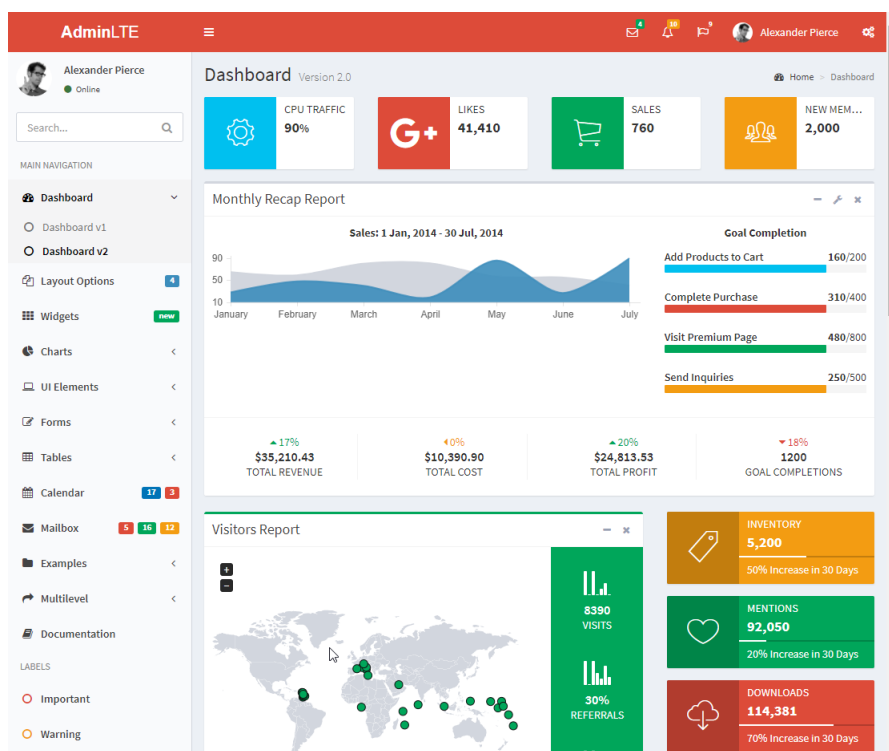 AdminLTE
4
10
9
Alexander Pierce
Alexander Pierce
Online
Search...
MAIN NAVIGATION
Dashboard
Dashboard v1
Dashboard v2
Layout Options 4
Widgets new
Charts
UI Elements
Forms
Tables
Calendar 17 3
Mailbox 5 16 12
Examples
Multilevel
Documentation
LABELS
Important
Warning
Dashboard Version 2.0
Home > Dashboard
CPU TRAFFIC
90%
G+
LIKES
41,410
SALES
760
NEW MEM...
2,000
Monthly Recap Report
Sales: 1 Jan, 2014 - 30 Jul, 2014
90
50
10
January February March April May June July
Goal Completion
Add Products to Cart 160/200
Complete Purchase 310/400
Visit Premium Page 480/800
Send Inquiries 250/500
17%
$35,210.43
TOTAL REVENUE
0%
$10,390.90
TOTAL COST
20%
$24,813.53
TOTAL PROFIT
18%
1200
GOAL COMPLETIONS
Visitors Report
+
−
8390
VISITS
30%
REFERRALS
INVENTORY
5,200
50% Increase in 30 Days
MENTIONS
92,050
20% Increase in 30 Days
DOWNLOADS
114,381
70% Increase in 30 Days